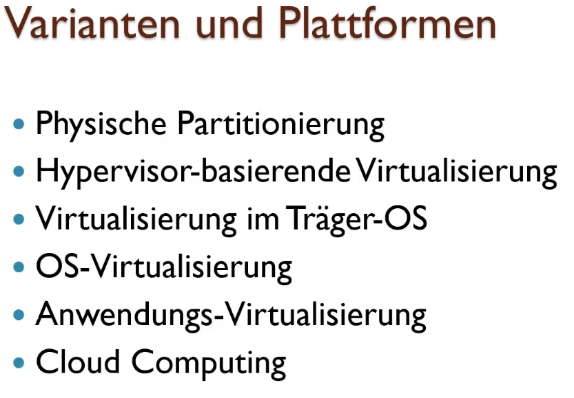 Varianten und Plattformen
Physische Partitionierung
Hypervisor-basierende Virtualisierung
Virtualisierung im Träger-OS
OS-Virtualisierung
Anwendungs-Virtualisierung
Cloud Computing